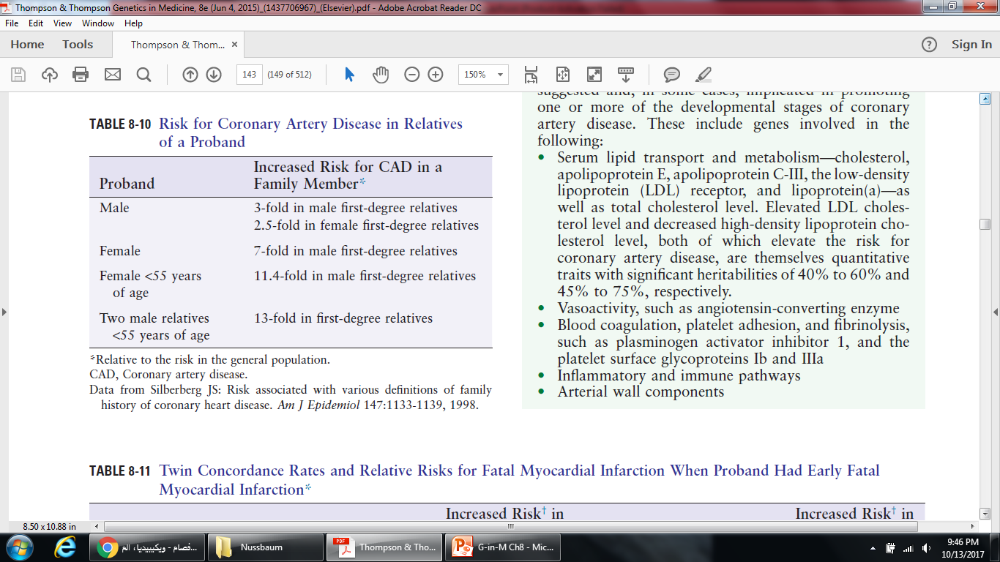 Thompson & Thompson Genetics in Medicine, 8e (Jun 4, 2015)_(1437706967)_(Elsevier).pdf - Adobe Acrobat Reader DC
File Edit View Window Help
Home Tools Thompson & Thom... × Sign In
143 (149 of 512) 150%
TABLE 8-10 Risk for Coronary Artery Disease in Relatives
of a Proband
Proband
Increased Risk for CAD in a
Family Member*
Male 3-fold in male first-degree relatives
2.5-fold in female first-degree relatives
Female 7-fold in male first-degree relatives
Female <55 years 11.4-fold in male first-degree relatives
of age
Two male relatives 13-fold in first-degree relatives
<55 years of age
*Relative to the risk in the general population.
CAD, Coronary artery disease.
Data from Silberberg JS: Risk associated with various definitions of family
history of coronary heart disease. Am J Epidemiol 147:1133-1139, 1998.
suggested and, in some cases, implicated in promoting
one or more of the developmental stages of coronary
artery disease. These include genes involved in the
following:
• Serum lipid transport and metabolism—cholesterol,
apolipoprotein E, apolipoprotein C-III, the low-density
lipoprotein (LDL) receptor, and lipoprotein(a)—as
well as total cholesterol level. Elevated LDL choles-
terol level and decreased high-density lipoprotein cho-
lesterol level, both of which elevate the risk for
coronary artery disease, are themselves quantitative
traits with significant heritabilities of 40% to 60% and
45% to 75%, respectively.
• Vasoactivity, such as angiotensin-converting enzyme
• Blood coagulation, platelet adhesion, and fibrinolysis,
such as plasminogen activator inhibitor 1, and the
platelet surface glycoproteins Ib and IIIa
• Inflammatory and immune pathways
• Arterial wall components
TABLE 8-11 Twin Concordance Rates and Relative Risks for Fatal Myocardial Infarction When Proband Had Early Fatal
Myocardial Infarction*
Increased Risk† in Increased Risk† in
8.50 x 10.88 in
فصام - ويكيبيديا، الم...
Nussbaum
Thompson & Tho...
G-in-M Ch8 - Mic...
9:46 PM
10/13/2017